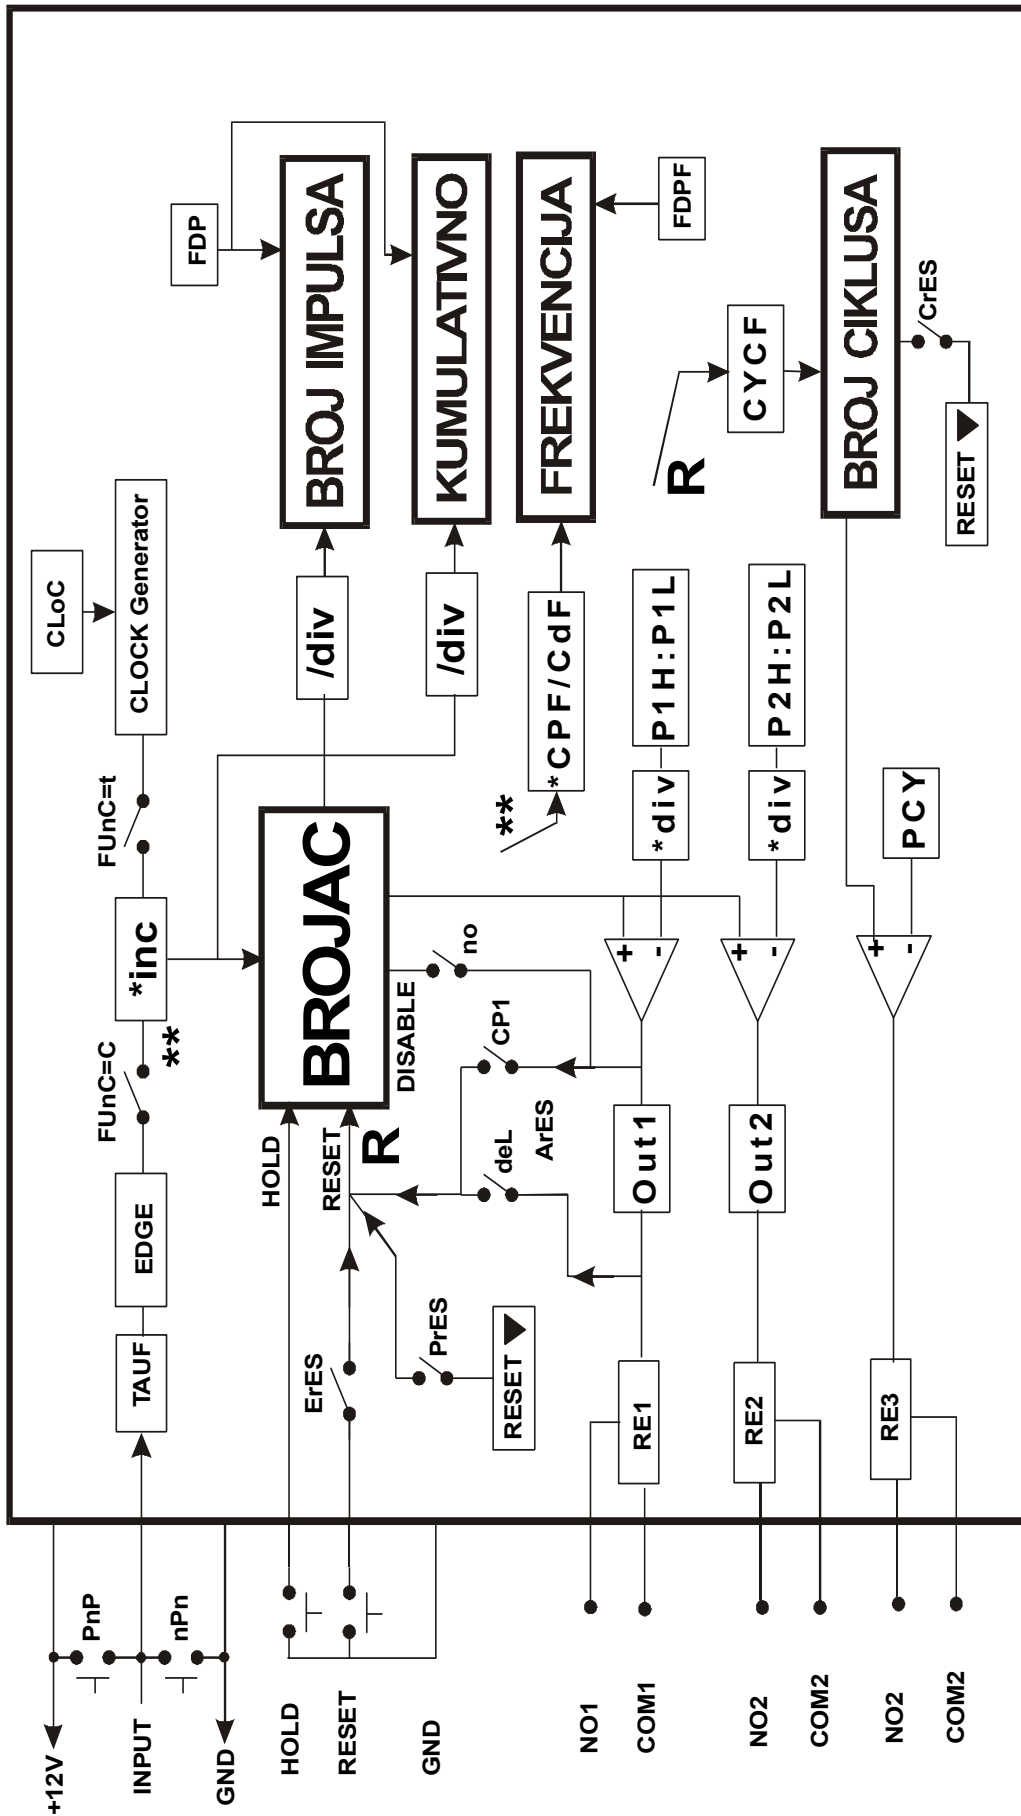 CLoC
+12V
PnP
TAUF
EDGE
FUnC=C
*inc
FUnC=t
CLOCK Generator
INPUT
**
nPn
FDP
GND
HOLD
HOLD
BROJAC
/div
BROJ IMPULSA
RESET
ErES
RESET
R
DISABLE
GND
PrES
no
/div
KUMULATIVNO
RESET
deL
CP1
**
*CPF/CdF
FREKVENCIJA
ArES
NO1
COM1
RE1
Out1
+
-
*div
P1H:P1L
FDPF
R
NO2
COM2
RE2
Out2
+
-
*div
P2H:P2L
CYCF
NO2
COM2
RE3
+
-
PCY
BROJ CIKLUSA
CrES
RESET